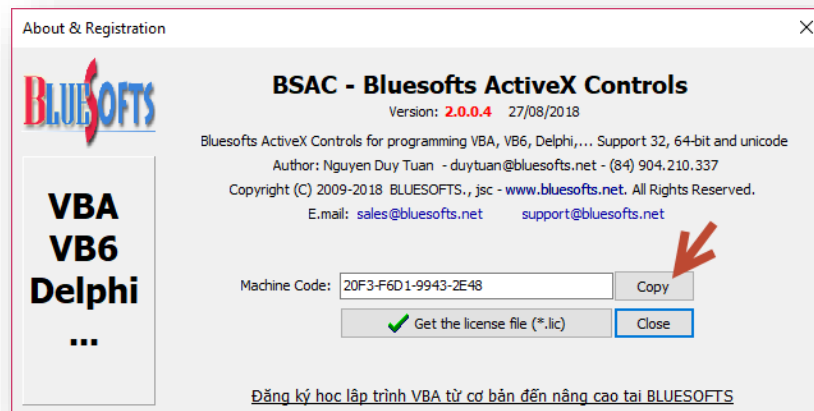 About & Registration
BLUESOFTS
BSAC - Bluesofts ActiveX Controls
Version: 2.0.0.4 27/08/2018
Bluesofts ActiveX Controls for programming VBA, VB6, Delphi,... Support 32, 64-bit and unicode
Author: Nguyen Duy Tuan - duytuan@bluesofts.net - (84) 904.210.337
Copyright (C) 2009-2018 BLUESOFTS., jsc - www.bluesofts.net. All Rights Reserved.
E.mail: sales@bluesofts.net support@bluesofts.net
VBA
VB6
Delphi
...
Machine Code: 20F3-F6D1-9943-2E48 Copy
Get the license file (*.lic) Close
Đăng ký học lập trình VBA từ cơ bản đến nâng cao tại BLUESOFTS